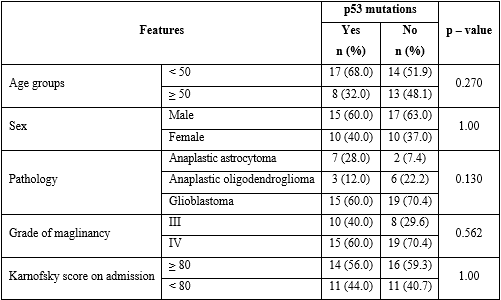 Features p53 mutations p – value
Yes No
n (%) n (%)
Age groups < 50 17 (68.0) 14 (51.9) 0.270
≥ 50 8 (32.0) 13 (48.1)
Sex Male 15 (60.0) 17 (63.0) 1.00
Female 10 (40.0) 10 (37.0)
Pathology Anaplastic astrocytoma 7 (28.0) 2 (7.4) 0.130
Anaplastic oligodendroglioma 3 (12.0) 6 (22.2)
Glioblastoma 15 (60.0) 19 (70.4)
Grade of maglinancy III 10 (40.0) 8 (29.6) 0.562
IV 15 (60.0) 19 (70.4)
Karnofsky score on admission ≥ 80 14 (56.0) 16 (59.3) 1.00
< 80 11 (44.0) 11 (40.7)